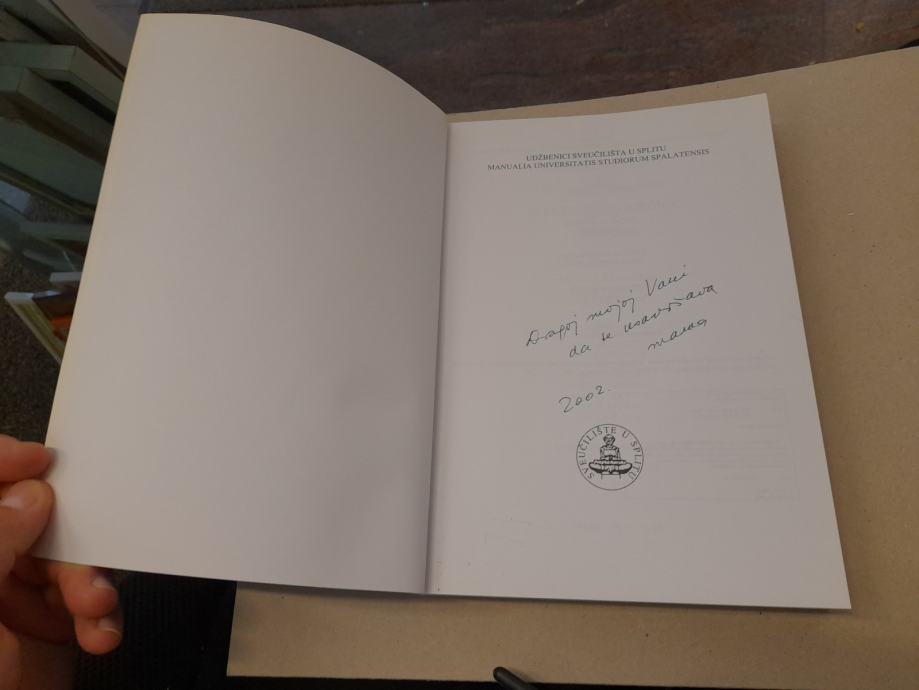 UDŽBENICI SVEUČILIŠTA U SPLITU
MANUALIA UNIVERSITATIS STUDIORUM SPALATENSIS
Dragoj mojoj Vani
da se usavršava
mama
2002.
SVEUČILIŠTE U SPLITU